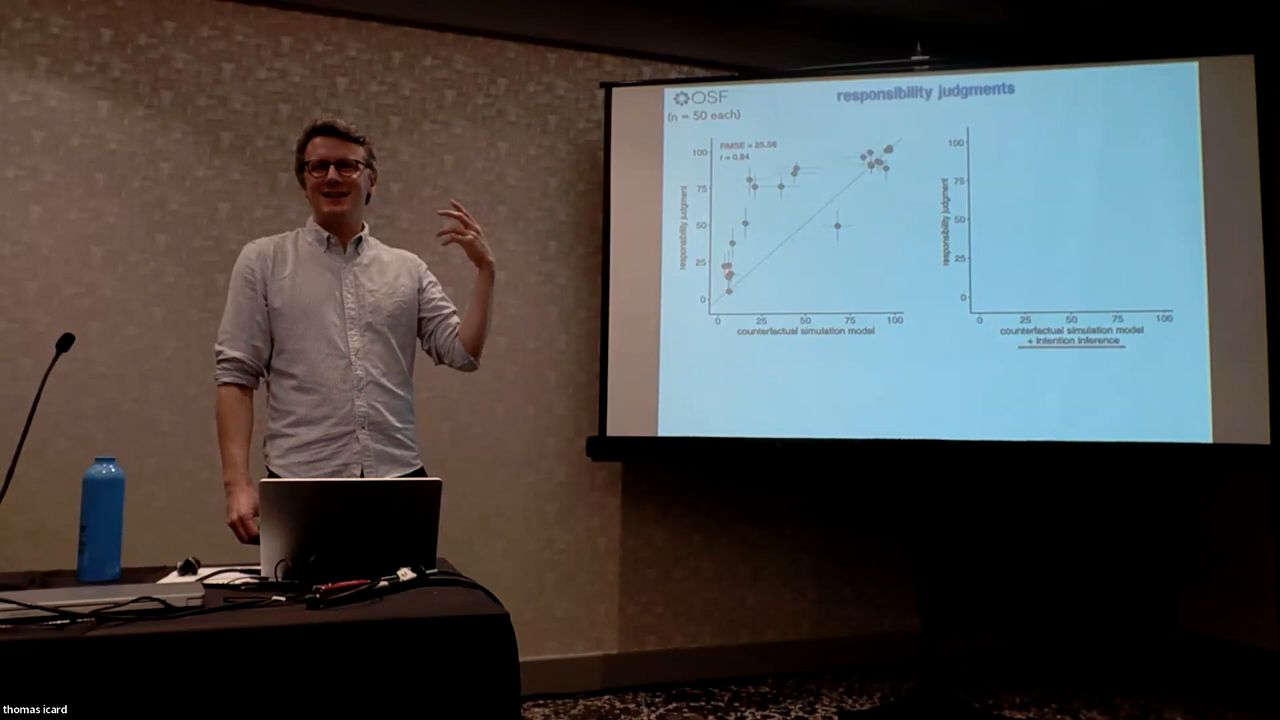 OSF
responsibility judgments
(n = 50 each)
RMSE = 25.56
r = 0.84
100
75
50
25
0
responsibility judgment
0
25
50
75
100
counterfactual simulation model
100
75
50
25
0
responsibility judgment
0
25
50
75
100
counterfactual simulation model
+ intention inference
thomas icard